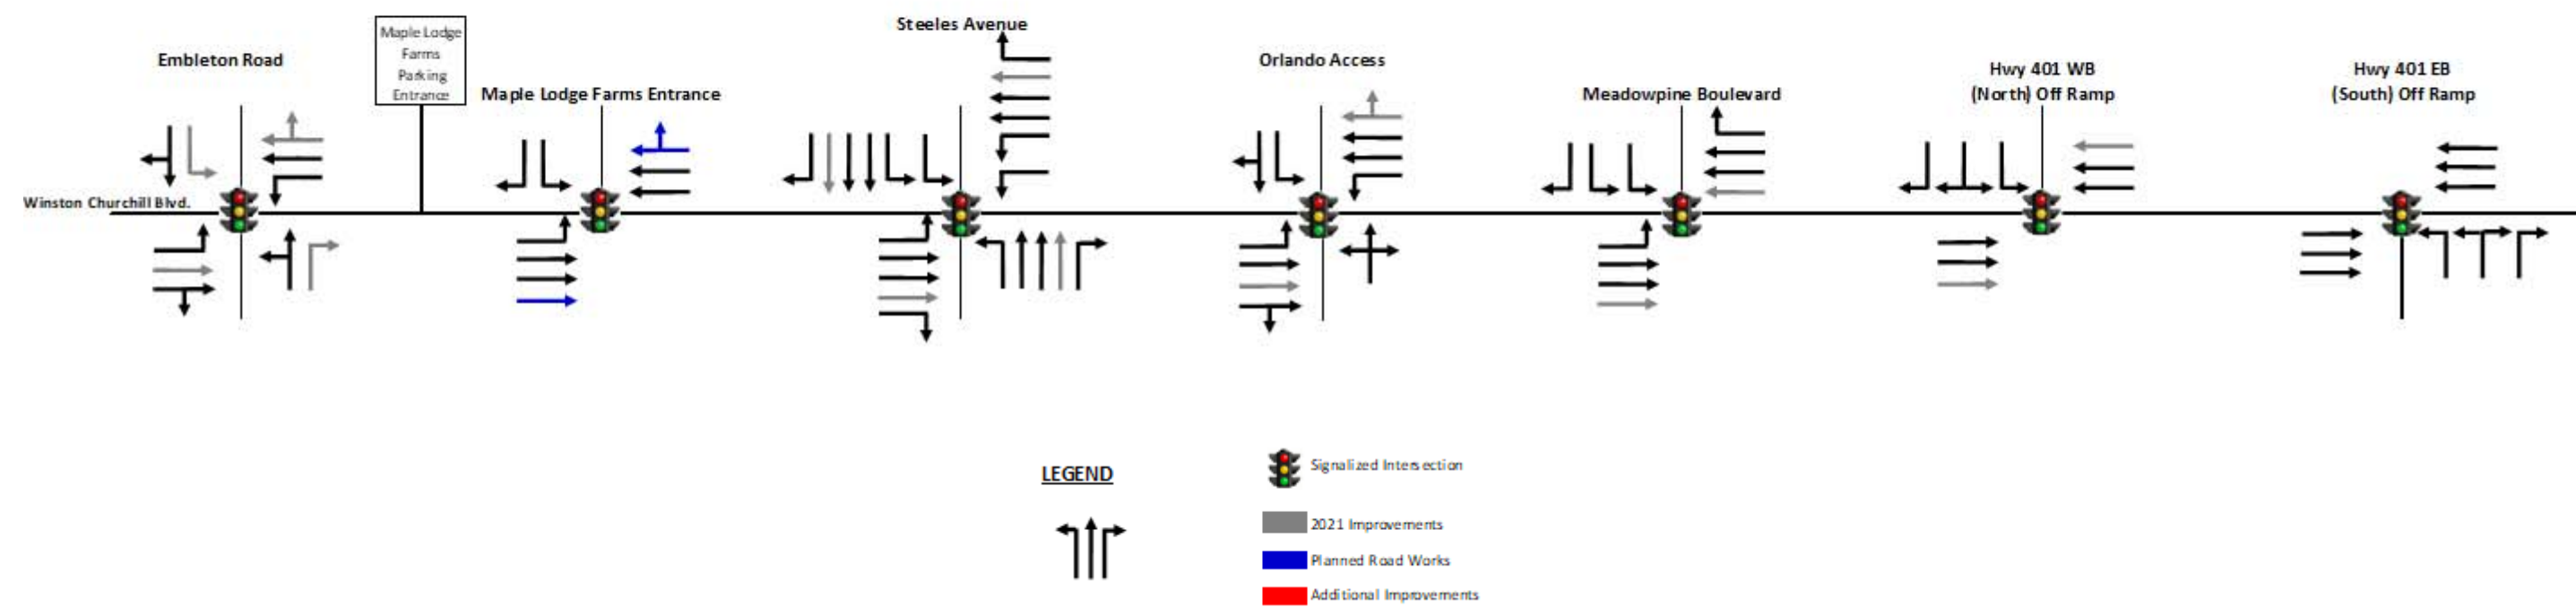 Steeles Avenue
Maple Lodge
Farms
Parking
Entrance
Embleton Road
Orlando Access
Hwy 401 WB
(North) Off Ramp
Hwy 401 EB
(South) Off Ramp
Maple Lodge Farms Entrance
Meadowpine Boulevard
Winston Churchill Blvd.
LEGEND
Signalized Intersection
2021 Improvements
Planned Road Works
Additional Improvements